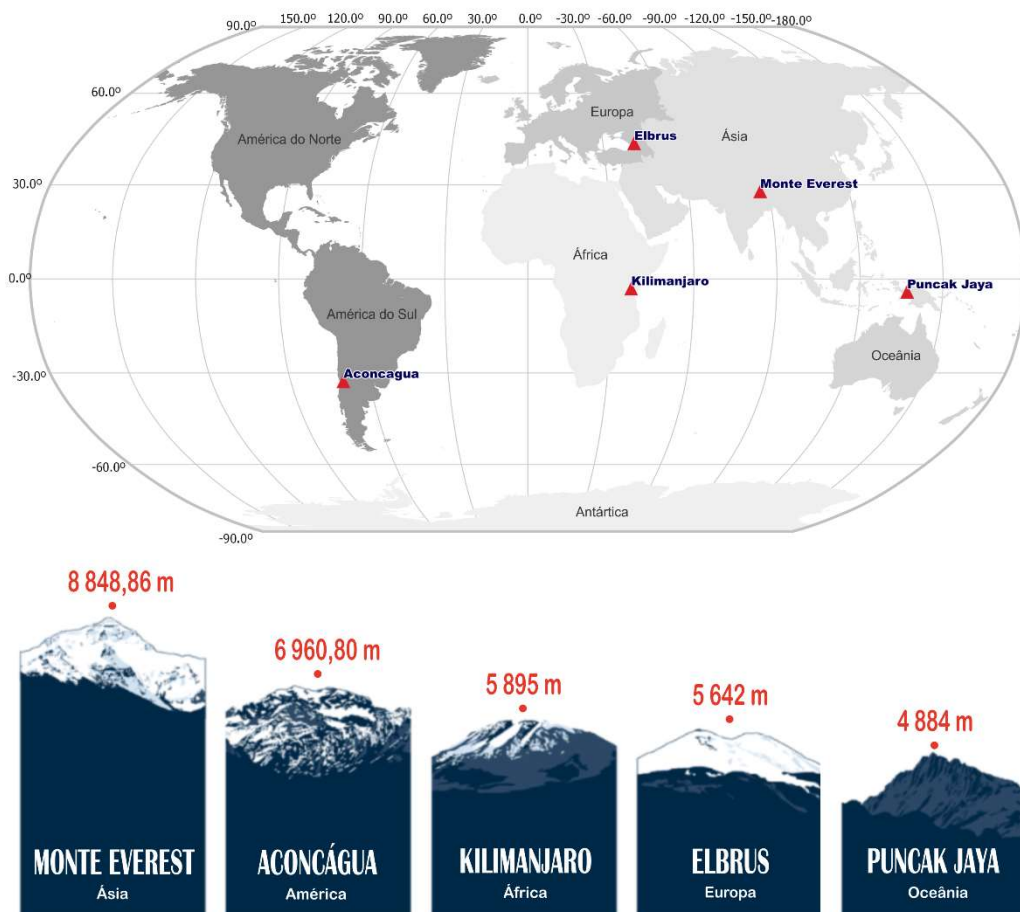 150.0º 120.0º 90.0º 60.0º 30.0º 0.0º -30.0º -60.0º -90.0º -120.0º -150.0º -180.0º
90.0º
60.0º
Europa
Elbrus
Ásia
América do Norte
30.0º
Monte Everest
África
0.0º
Kilimanjaro
Puncak Jaya
América do Sul
Oceânia
-30.0º
Aconcagua
-60.0º
Antártica
-90.0º
8 848,86 m
6 960,80 m
5 895 m
5 642 m
4 884 m
MONTE EVEREST
Ásia
ACONCÁGUA
América
KILIMANJARO
África
ELBRUS
Europa
PUNCAK JAYA
Oceânia